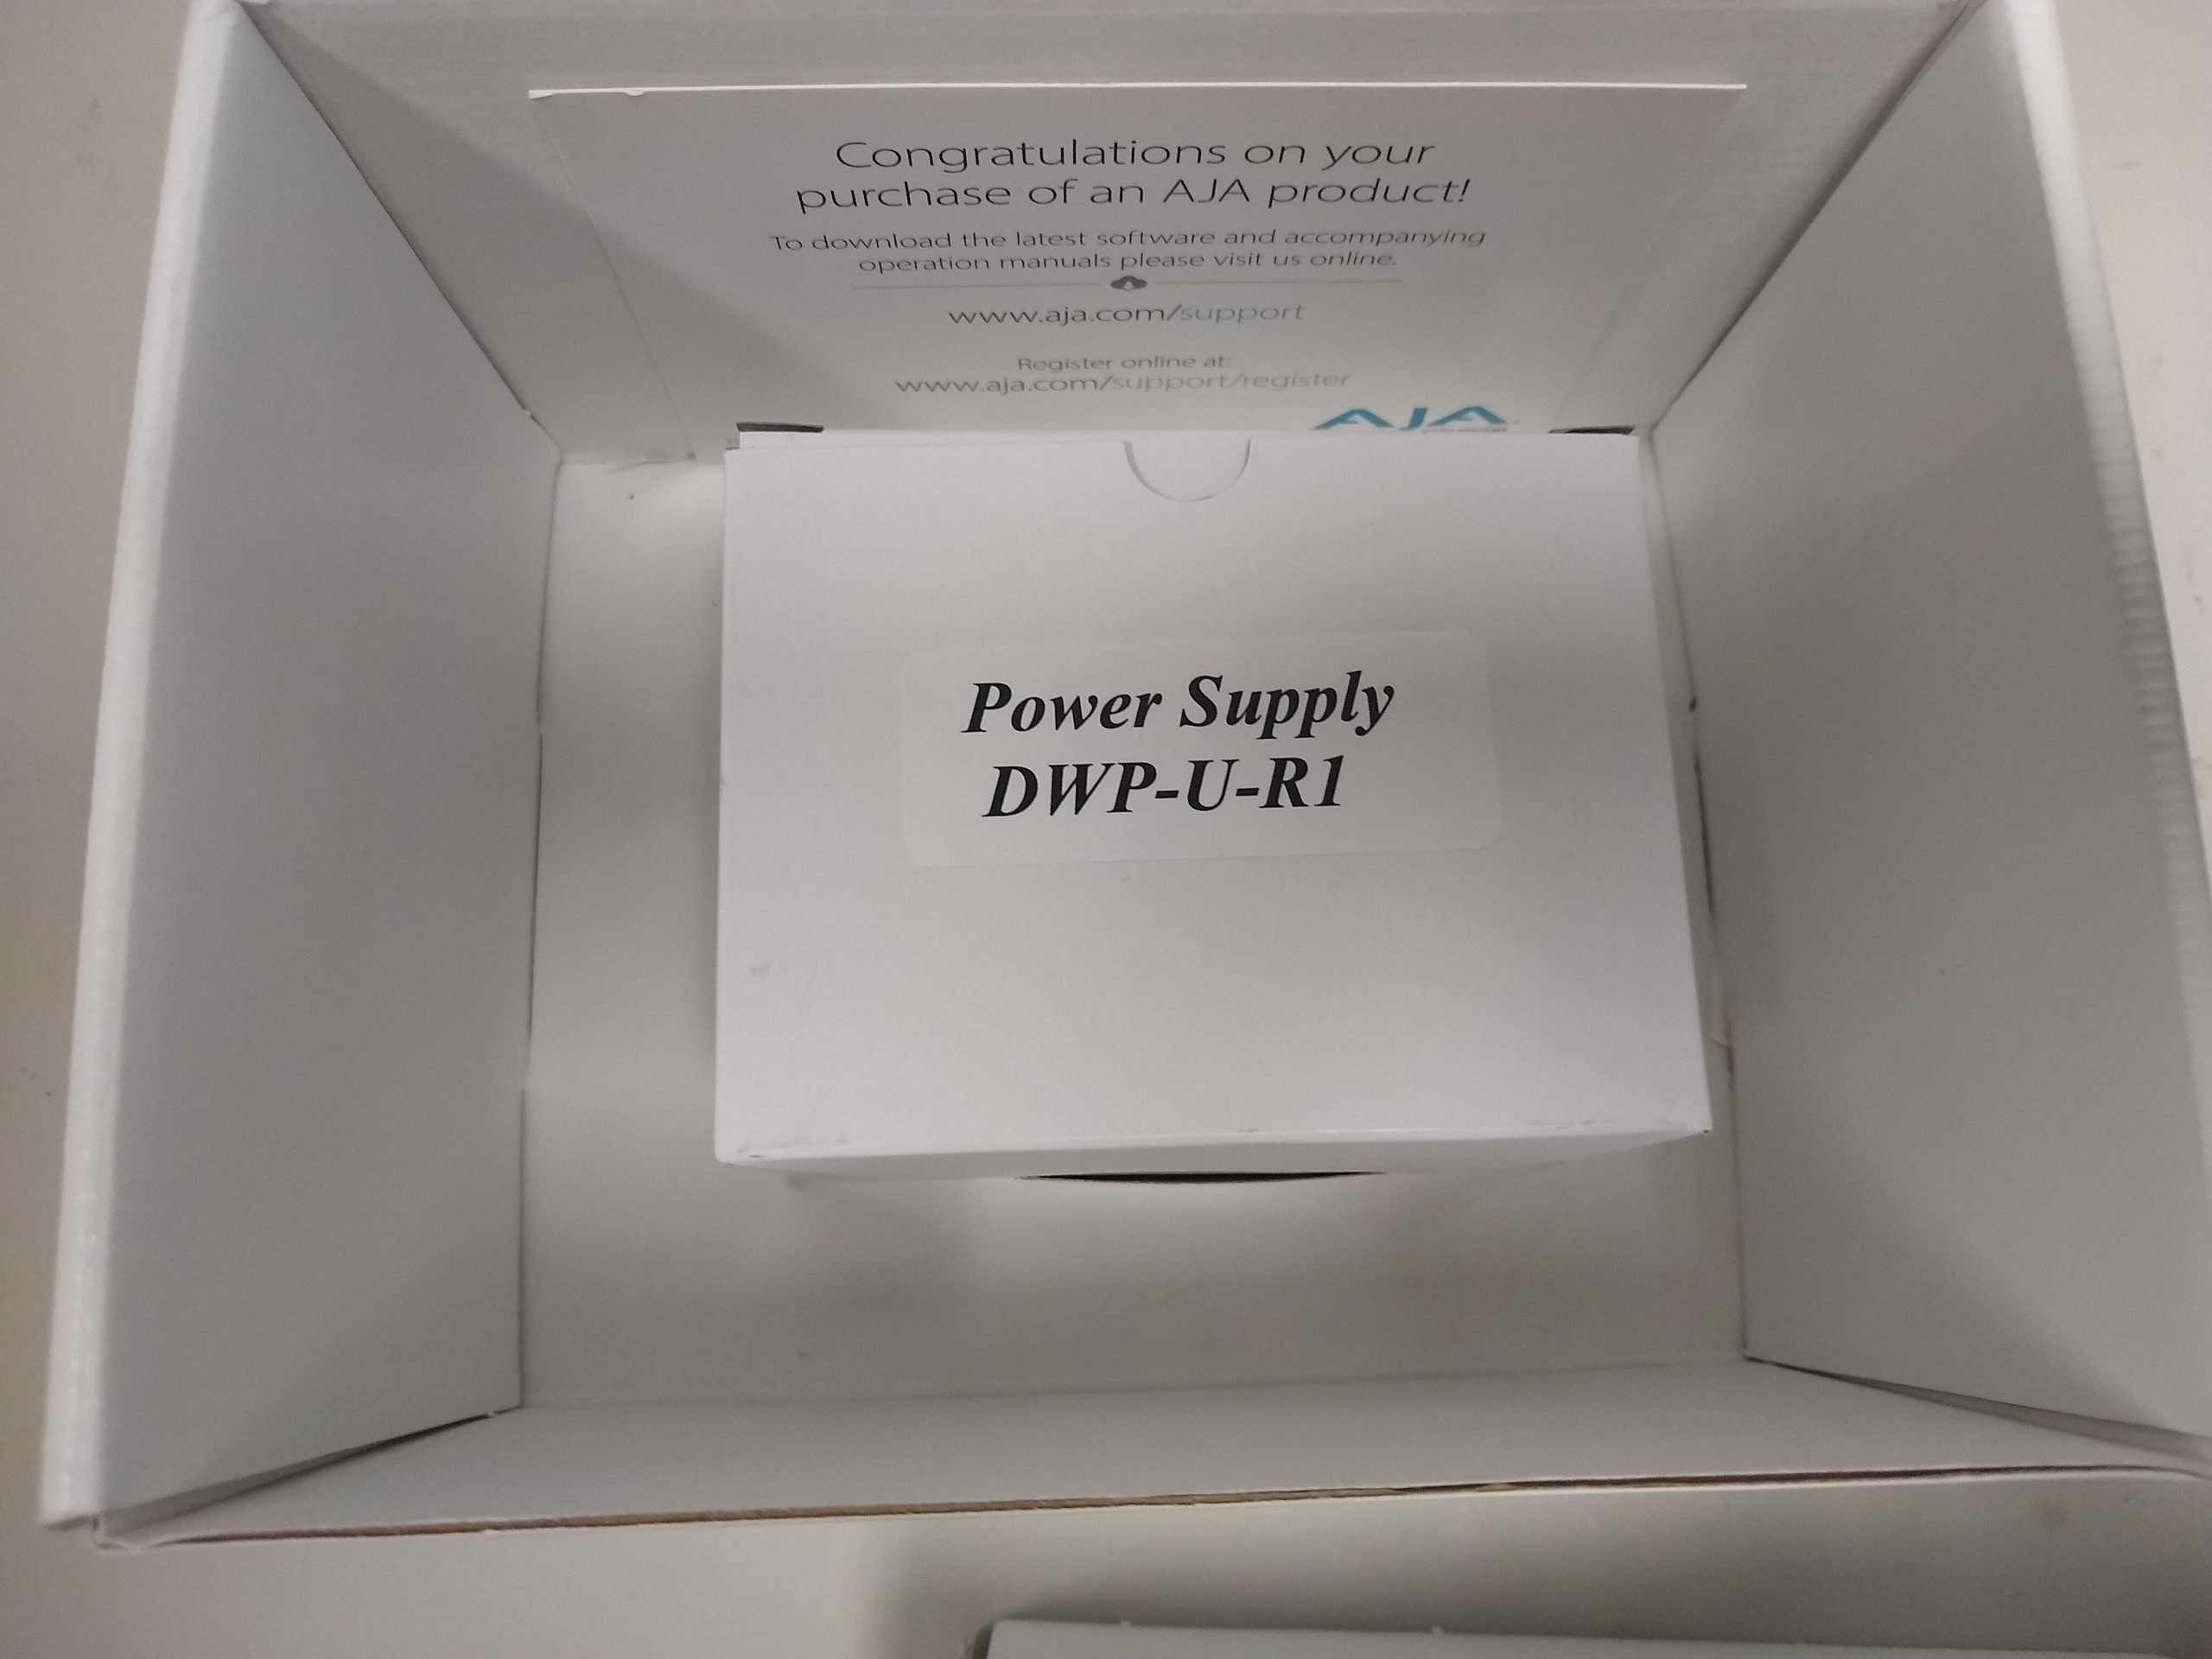 Congratulations on your
purchase of an AJA product!
To download the latest software and accompanying
operation manuals please visit us online.
www.aja.com/support
Register online at:
www.aja.com/support/register
AJA
Power Supply
DWP-U-R1